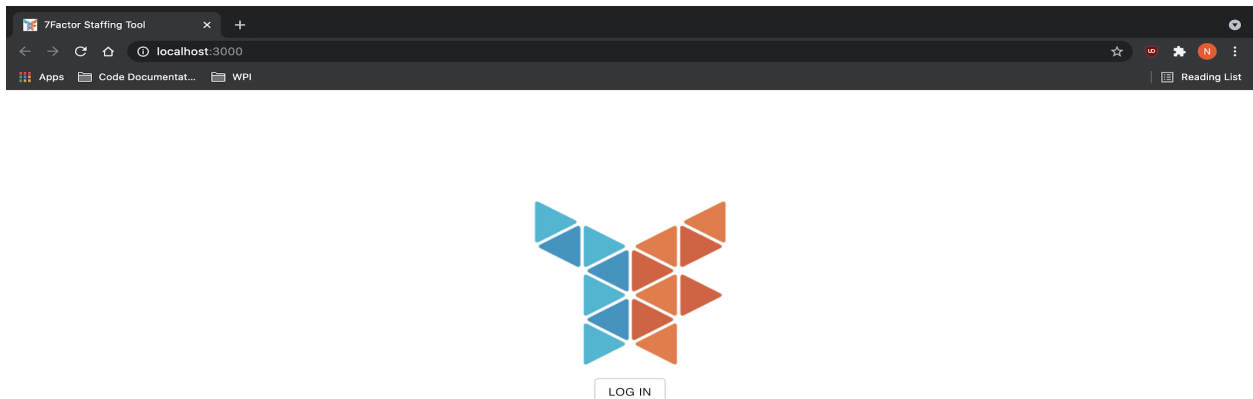 7Factor Staffing Tool
localhost:3000
Apps Code Documentat... WPI Reading List
LOG IN